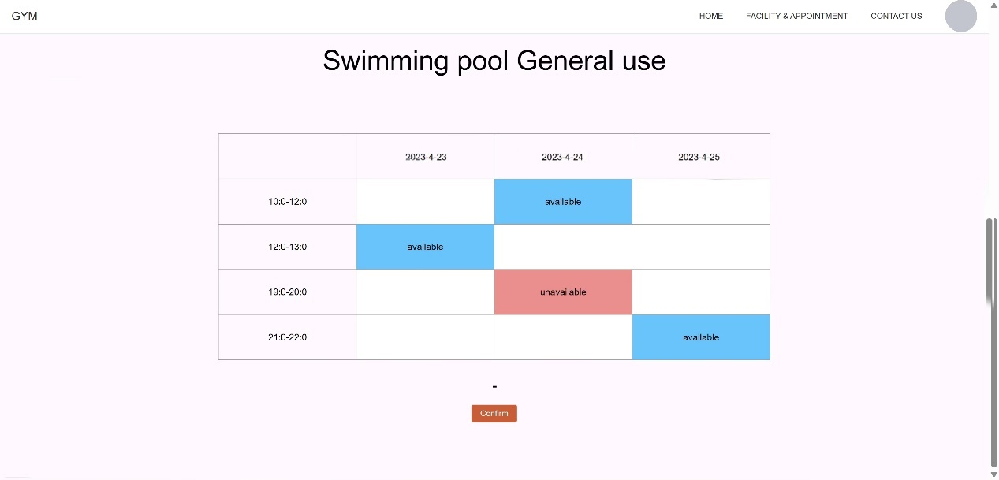 GYM HOME FACILITY & APPOINTMENT CONTACT US
Swimming pool General use
2023-4-23 2023-4-24 2023-4-25
10:0-12:0 available
12:0-13:0 available
19:0-20:0 unavailable
21:0-22:0 available
-
Confirm